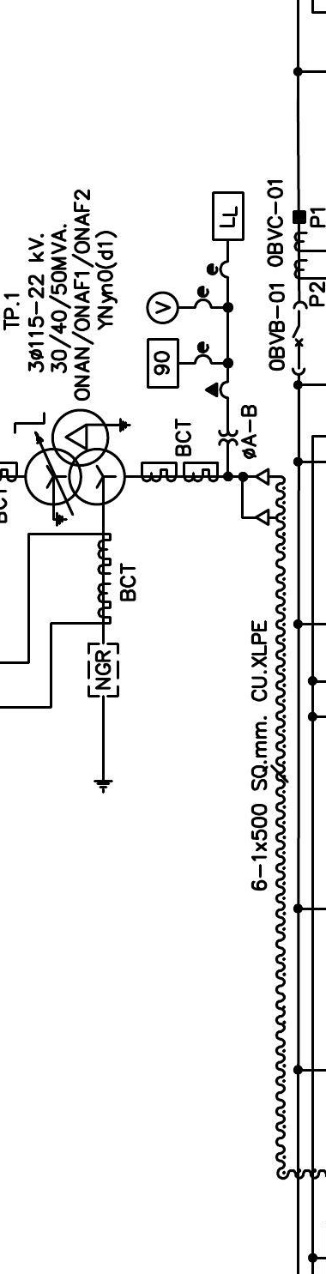 TP.1
3ø115-22 kV.
30/40/50MVA.
ONAN/ONAF1/ONAF2
YNyn0(d1)
LL
e
V
e
90
e
BCT
øA-B
BCT
BCT
NGR
0BVC-01
P1
P2
0BVB-01
6-1x500 SQ.mm. CU.XLPE